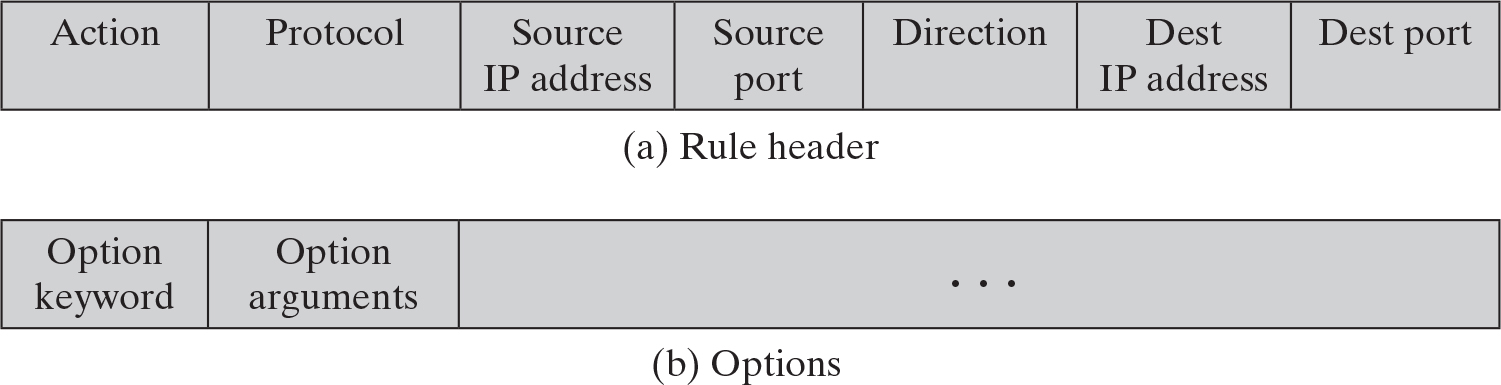 Action Protocol Source Source Direction Dest Dest port
IP address port IP address
(a) Rule header
Option Option
keyword arguments . . .
(b) Options